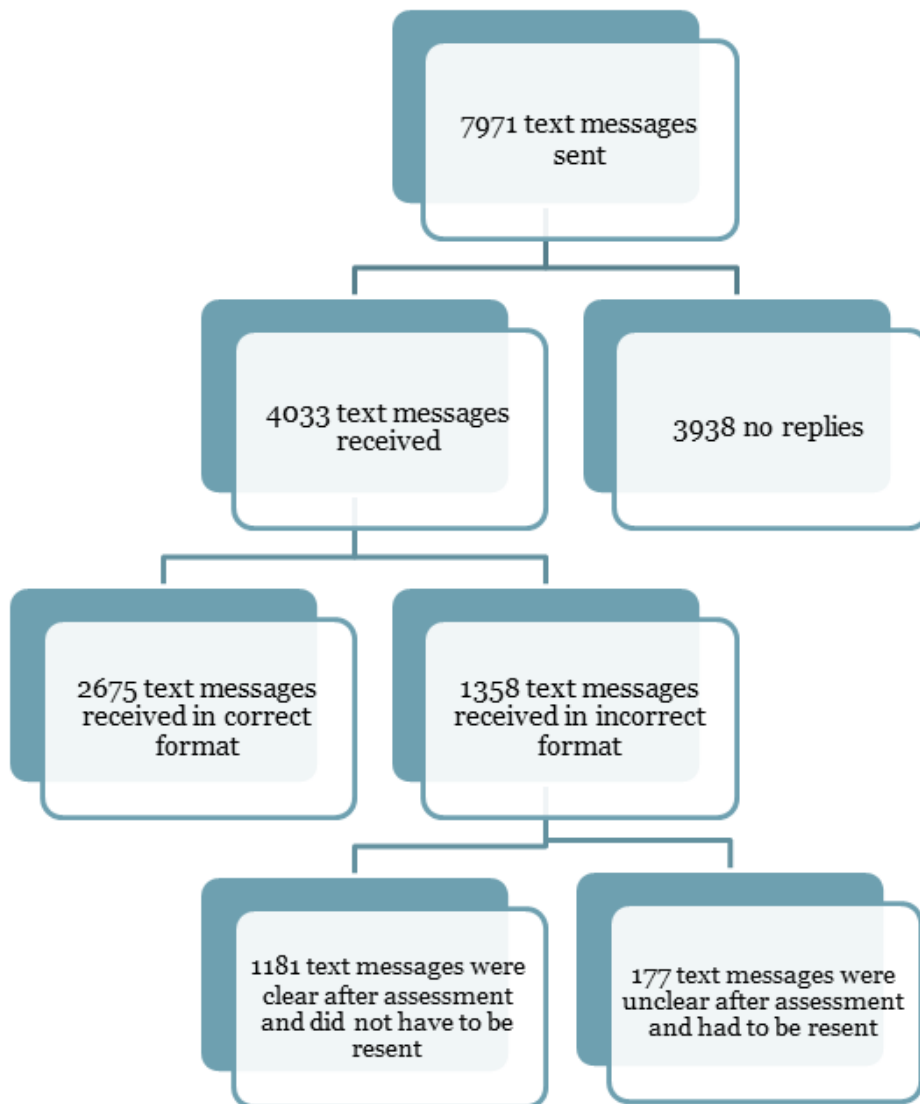 7971 text messages
sent
4033 text messages
received
3938 no replies
2675 text messages
received in correct
format
1358 text messages
received in incorrect
format
1181 text messages were
clear after assessment
and did not have to be
resent
177 text messages were
unclear after assessment
and had to be resent